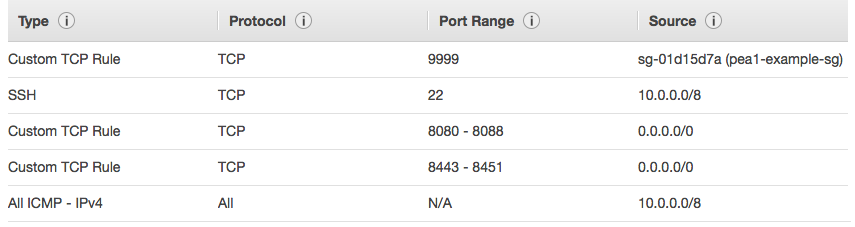 Type Protocol Port Range Source
Custom TCP Rule TCP 9999 sg-01d15d7a (pea1-example-sg)
SSH TCP 22 10.0.0.0/8
Custom TCP Rule TCP 8080 - 8088 0.0.0.0/0
Custom TCP Rule TCP 8443 - 8451 0.0.0.0/0
All ICMP - IPv4 All N/A 10.0.0.0/8